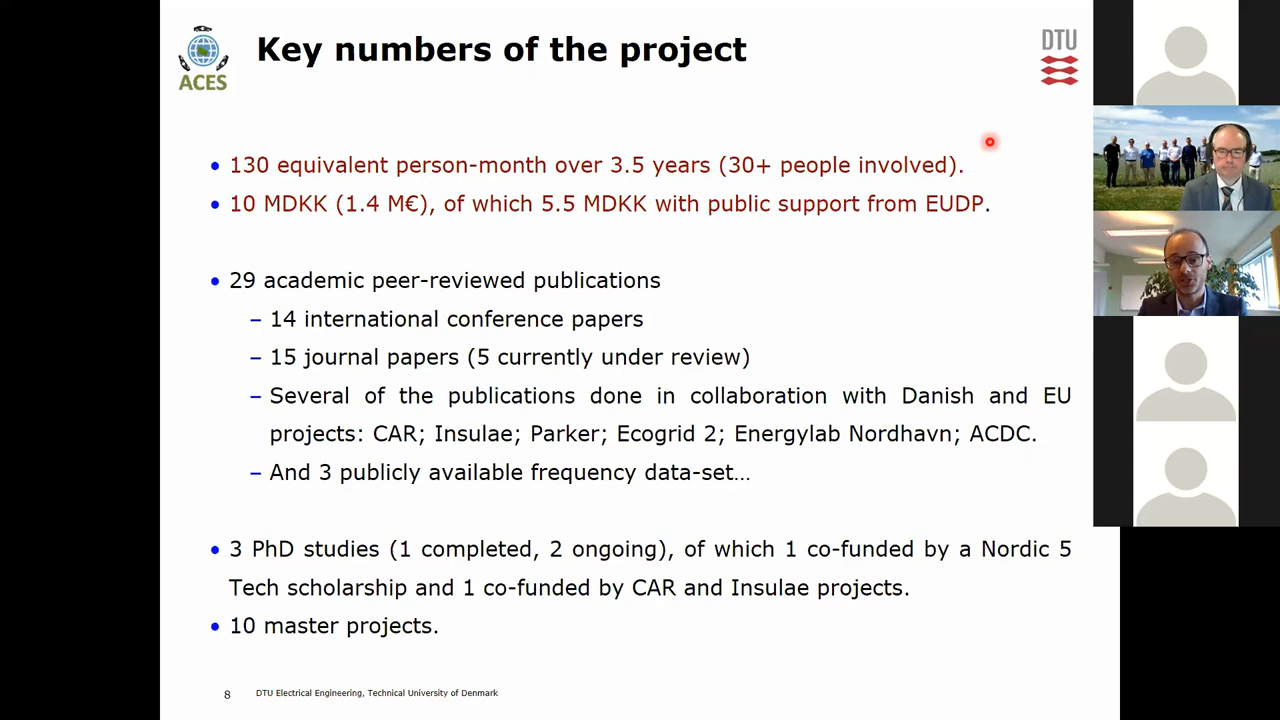 Key numbers of the project
ACES
DTU
• 130 equivalent person-month over 3.5 years (30+ people involved).
• 10 MDKK (1.4 M€), of which 5.5 MDKK with public support from EUDP.
• 29 academic peer-reviewed publications
– 14 international conference papers
– 15 journal papers (5 currently under review)
– Several of the publications done in collaboration with Danish and EU
projects: CAR; Insulae; Parker; Ecogrid 2; Energylab Nordhavn; ACDC.
– And 3 publicly available frequency data-set…
• 3 PhD studies (1 completed, 2 ongoing), of which 1 co-funded by a Nordic 5
Tech scholarship and 1 co-funded by CAR and Insulae projects.
• 10 master projects.
8 DTU Electrical Engineering, Technical University of Denmark